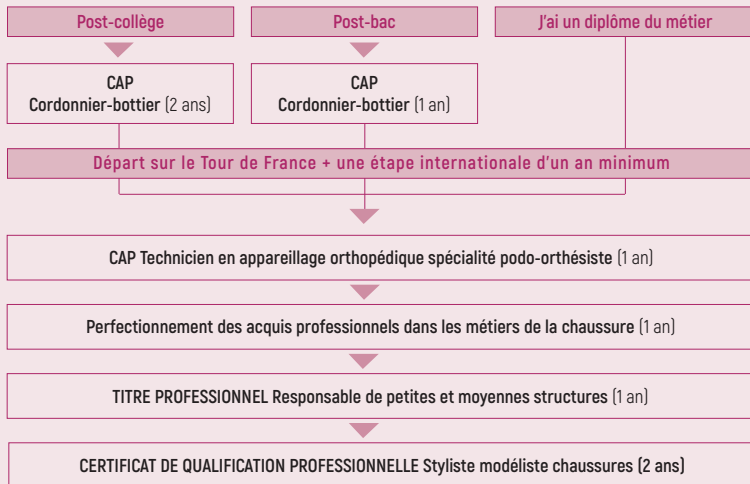 Post-collège
Post-bac
J'ai un diplôme du métier
CAP
Cordonnier-bottier (2 ans)
CAP
Cordonnier-bottier (1 an)
Départ sur le Tour de France + une étape internationale d'un an minimum
CAP Technicien en appareillage orthopédique spécialité podo-orthésiste (1 an)
Perfectionnement des acquis professionnels dans les métiers de la chaussure (1 an)
TITRE PROFESSIONNEL Responsable de petites et moyennes structures (1 an)
CERTIFICAT DE QUALIFICATION PROFESSIONNELLE Styliste modéliste chaussures (2 ans)